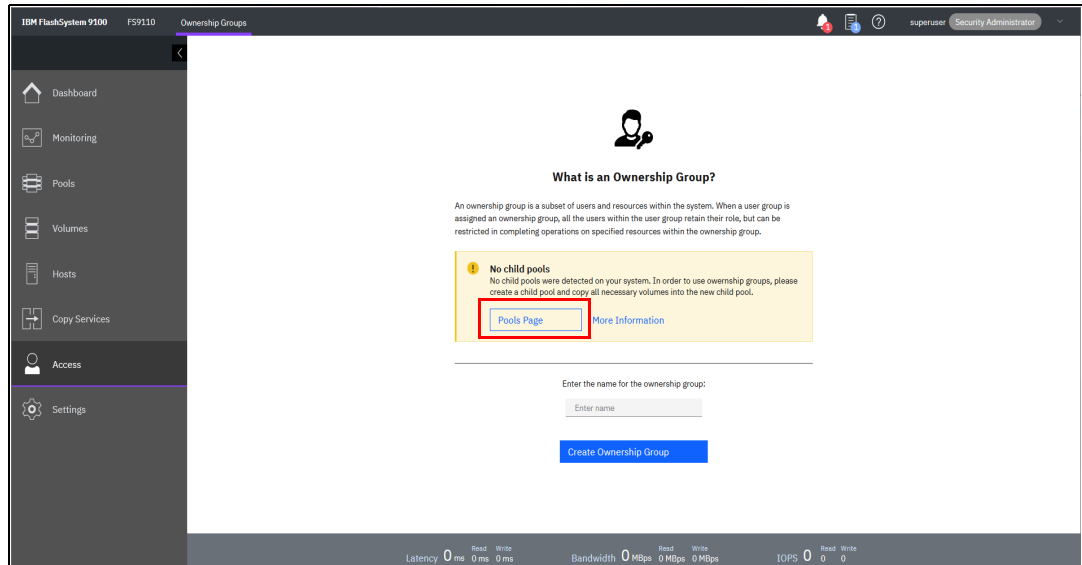 IBM FlashSystem 9100 FS9110 Ownership Groups
1 1 ? superuser Security Administrator
Dashboard
Monitoring
Pools
Volumes
Hosts
Copy Services
Access
Settings
What is an Ownership Group?
An ownership group is a subset of users and resources within the system. When a user group is
assigned an ownership group, all the users within the user group retain their role, but can be
restricted in completing operations on specified resources within the ownership group.
! No child pools
No child pools were detected on your system. In order to use owernship groups, please
create a child pool and copy all necessary volumes into the new child pool.
Pools Page More Information
Enter the name for the ownership group:
Enter name
Create Ownership Group
Read Write Read Write Read Write
Latency 0 ms 0 ms 0 ms Bandwidth 0 MBps 0 MBps 0 MBps IOPS 0 0 0